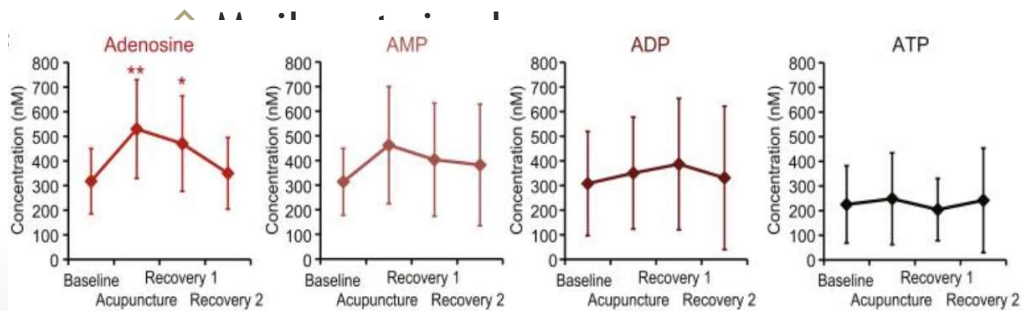 Adenosine
Concentration (nM)
800
700
600
500
400
300
200
100
0
**
*
Baseline
Acupuncture
Recovery 1
Recovery 2
AMP
Concentration (nM)
800
700
600
500
400
300
200
100
0
Baseline
Acupuncture
Recovery 1
Recovery 2
ADP
Concentration (nM)
800
700
600
500
400
300
200
100
0
Baseline
Acupuncture
Recovery 1
Recovery 2
ATP
Concentration (nM)
800
700
600
500
400
300
200
100
0
Baseline
Acupuncture
Recovery 1
Recovery 2